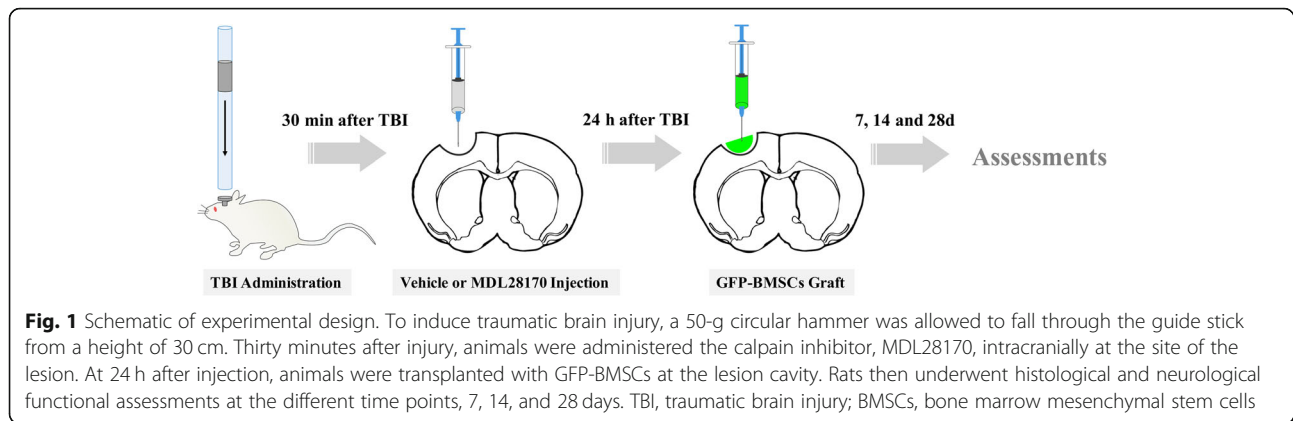 30 min after TBI
24 h after TBI
7, 14 and 28d
Assessments
TBI Administration
Vehicle or MDL28170 Injection
GFP-BMSCs Graft
Fig. 1 Schematic of experimental design. To induce traumatic brain injury, a 50-g circular hammer was allowed to fall through the guide stick
from a height of 30 cm. Thirty minutes after injury, animals were administered the calpain inhibitor, MDL28170, intracranially at the site of the
lesion. At 24 h after injection, animals were transplanted with GFP-BMSCs at the lesion cavity. Rats then underwent histological and neurological
functional assessments at the different time points, 7, 14, and 28 days. TBI, traumatic brain injury; BMSCs, bone marrow mesenchymal stem cells